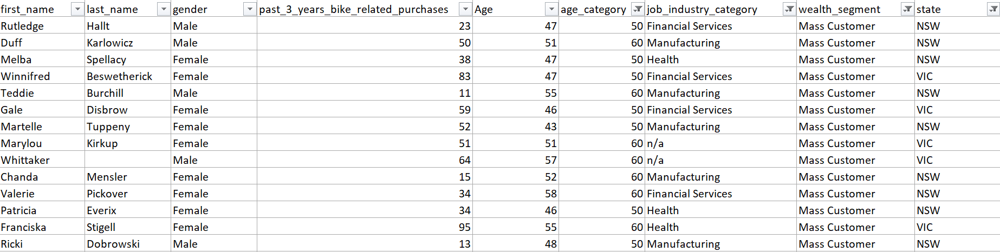 first_name last_name gender past_3_years_bike_related_purchases Age age_category job_industry_category wealth_segment state
Rutledge Hallt Male 23 47 50 Financial Services Mass Customer NSW
Duff Karlowicz Male 50 51 60 Manufacturing Mass Customer NSW
Melba Spellacy Female 38 47 50 Health Mass Customer NSW
Winnifred Beswetherick Female 83 47 50 Financial Services Mass Customer VIC
Teddie Burchill Male 11 55 60 Manufacturing Mass Customer NSW
Gale Disbrow Female 59 46 50 Financial Services Mass Customer VIC
Martelle Tuppeny Female 52 43 50 Manufacturing Mass Customer NSW
Marylou Kirkup Female 51 51 60 n/a Mass Customer VIC
Whittaker Male 64 57 60 n/a Mass Customer VIC
Chanda Mensler Female 15 52 60 Manufacturing Mass Customer NSW
Valerie Pickover Female 34 58 60 Financial Services Mass Customer NSW
Patricia Everix Female 34 46 50 Health Mass Customer NSW
Franciska Stigell Female 95 55 60 Health Mass Customer VIC
Ricki Dobrowski Male 13 48 50 Manufacturing Mass Customer NSW